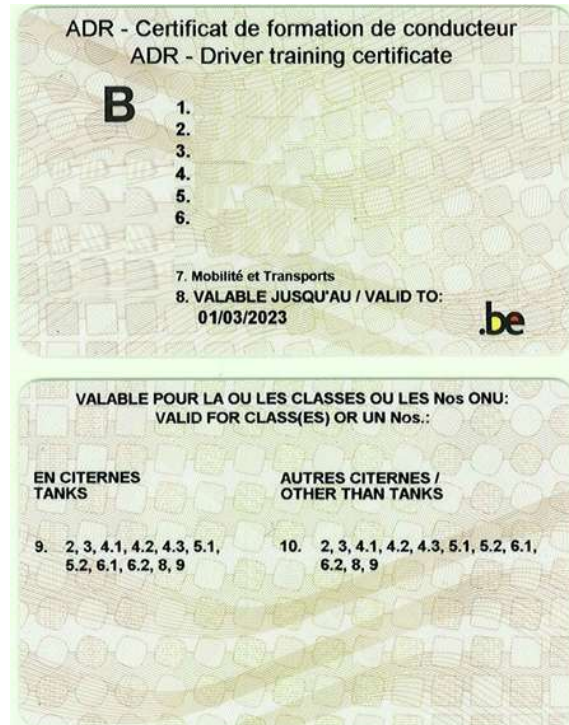 ADR - Certificat de formation de conducteur
ADR - Driver training certificate
B
1.
2.
3.
4.
5.
6.
7. Mobilité et Transports
8. VALABLE JUSQU'AU / VALID TO:
01/03/2023
.be
VALABLE POUR LA OU LES CLASSES OU LES Nos ONU:
VALID FOR CLASS(ES) OR UN Nos.:
EN CITERNES
TANKS
9. 2, 3, 4.1, 4.2, 4.3, 5.1,
5.2, 6.1, 6.2, 8, 9
AUTRES CITERNES /
OTHER THAN TANKS
10. 2, 3, 4.1, 4.2, 4.3, 5.1, 5.2, 6.1,
6.2, 8, 9